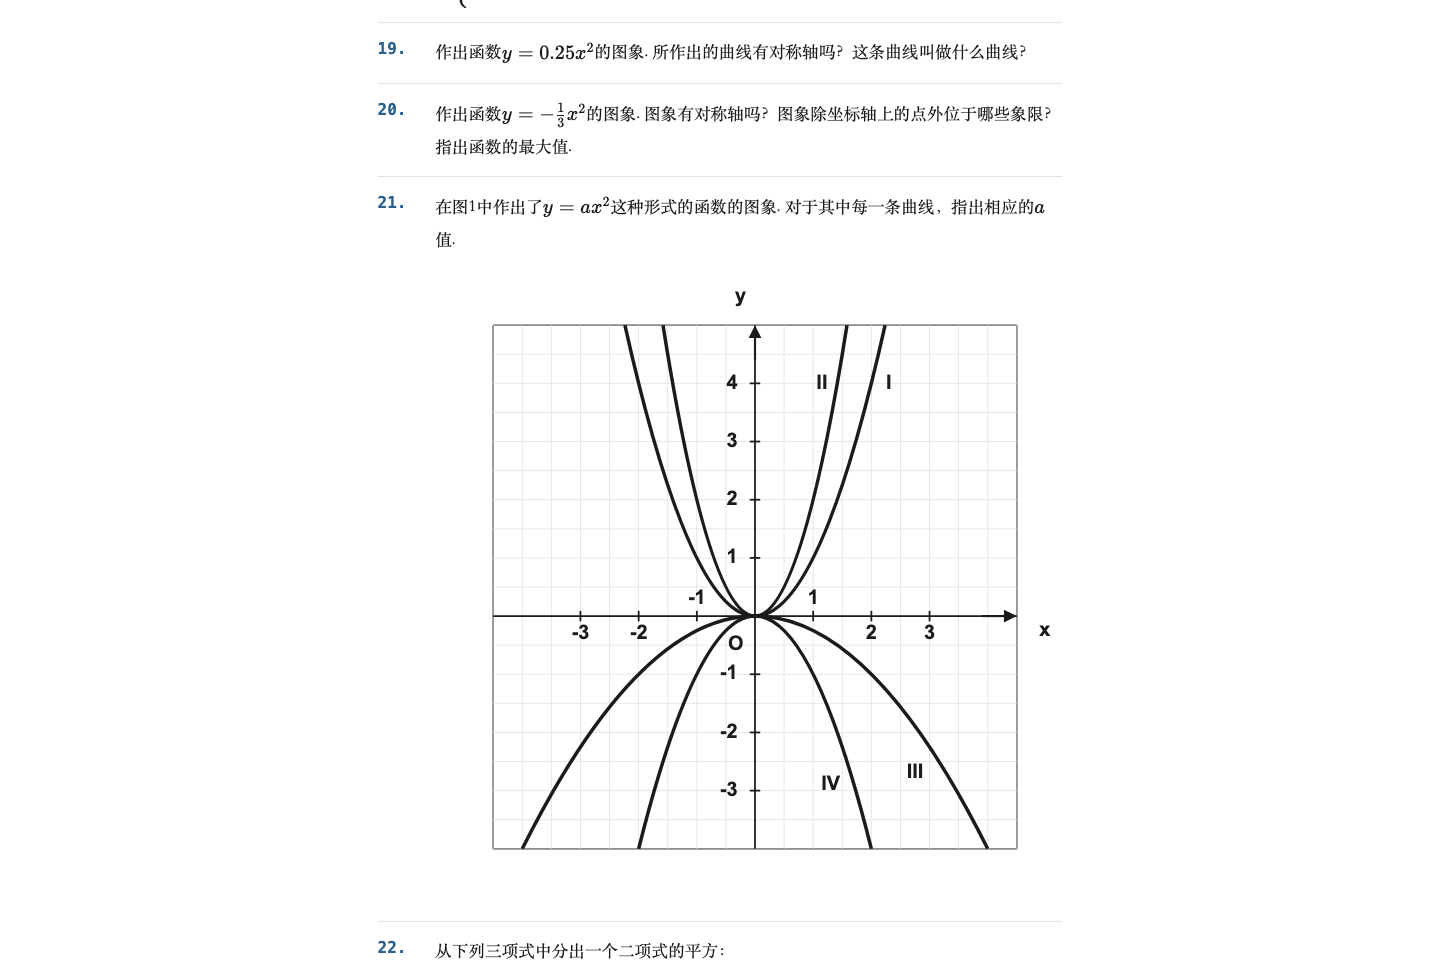 19. 作出函数y = 0.25x²的图象. 所作出的曲线有对称轴吗? 这条曲线叫做什么曲线?
20. 作出函数y = −1/3x²的图象. 图象有对称轴吗? 图象除坐标轴上的点外位于哪些象限?
指出函数的最大值.
21. 在图1中作出了y = ax²这种形式的函数的图象. 对于其中每一条曲线, 指出相应的a
值.
y
4 II I
3
2
1
-1 1
-3 -2 O 2 3 x
-1
-2
-3 IV III
22. 从下列三项式中分出一个二项式的平方: